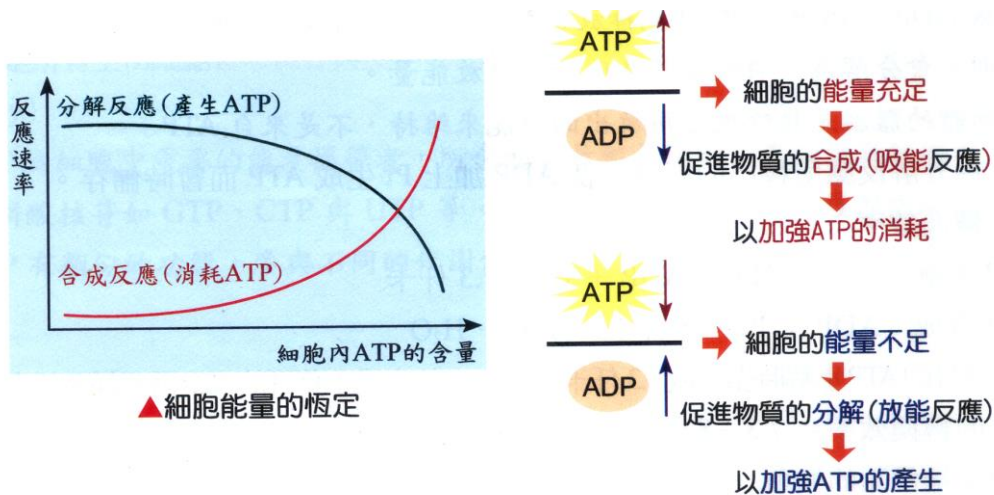 反應速率
分解反應(產生ATP)
合成反應(消耗ATP)
細胞內ATP的含量
▲細胞能量的恆定
ATP
ADP
細胞的能量充足
促進物質的合成(吸能反應)
以加強ATP的消耗
ATP
ADP
細胞的能量不足
促進物質的分解(放能反應)
以加強ATP的產生